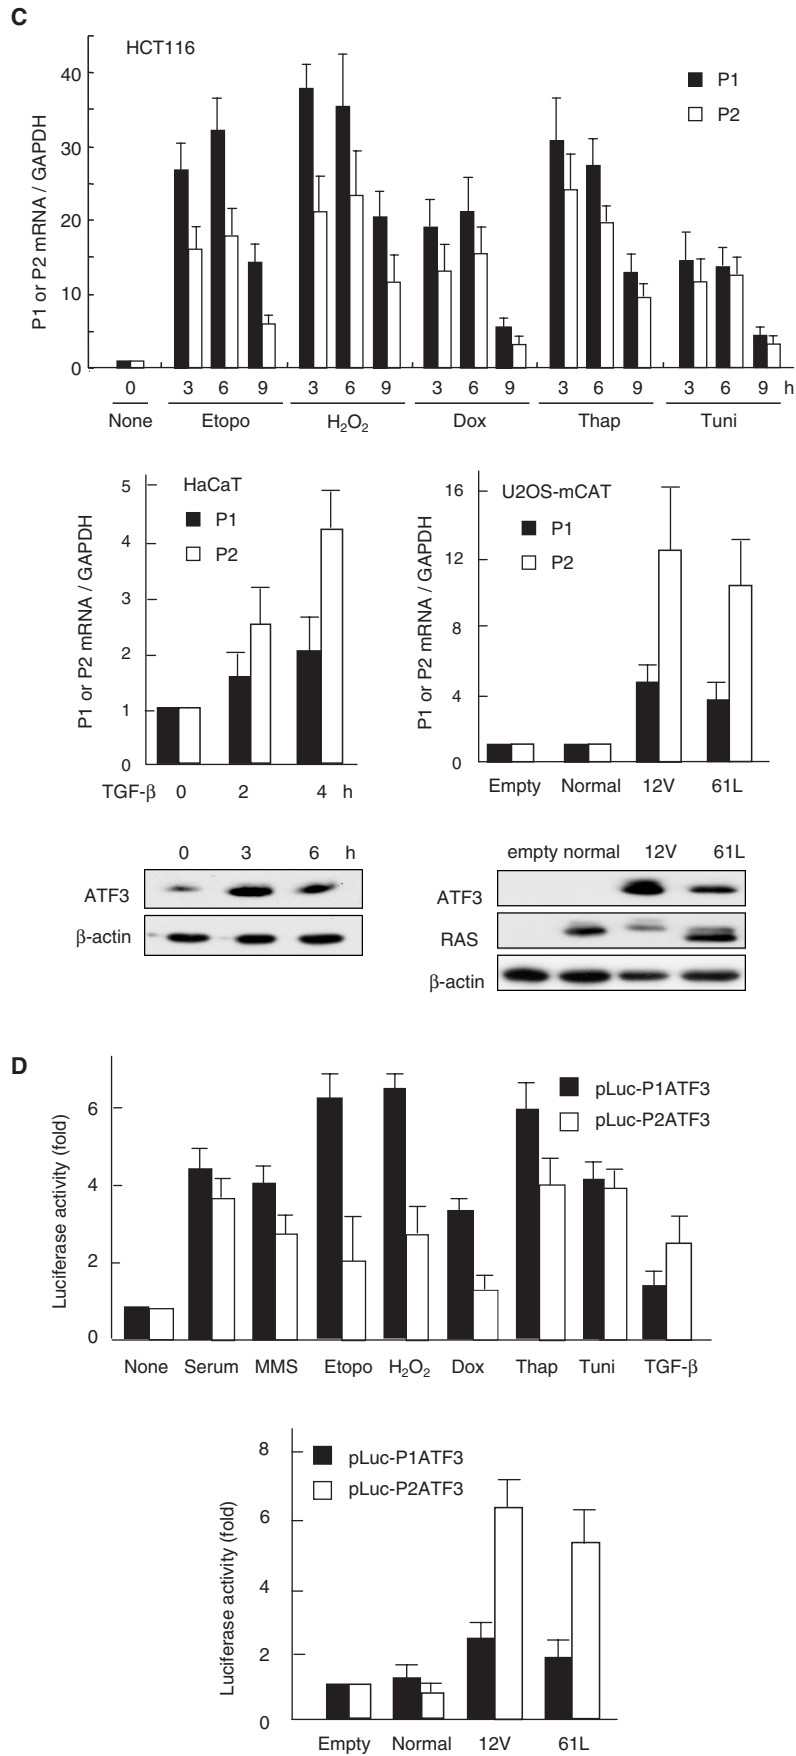 C
HCT116
P1
P2
P1 or P2 mRNA / GAPDH
40
30
20
10
0
0 3 6 9 3 6 9 3 6 9 3 6 9 3 6 9 h
None Etopo H₂O₂ Dox Thap Tuni
HaCaT
P1
P2
P1 or P2 mRNA / GAPDH
5
4
3
2
1
0
TGF-β 0 2 4 h
U2OS-mCAT
P1
P2
P1 or P2 mRNA / GAPDH
16
12
8
4
0
Empty Normal 12V 61L
0 3 6 h
ATF3
β-actin
empty normal 12V 61L
ATF3
RAS
β-actin
D
pLuc-P1ATF3
pLuc-P2ATF3
Luciferase activity (fold)
6
4
2
0
None Serum MMS Etopo H₂O₂ Dox Thap Tuni TGF-β
pLuc-P1ATF3
pLuc-P2ATF3
Luciferase activity (fold)
8
6
4
2
0
Empty Normal 12V 61L